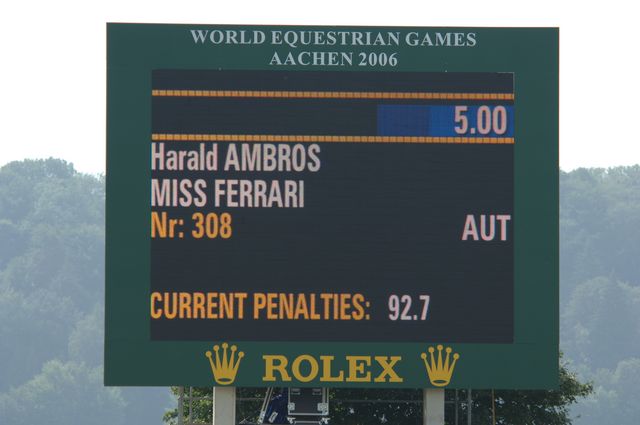 WORLD EQUESTRIAN GAMES
AACHEN 2006
5.00
Harald AMBROS
MISS FERRARI
Nr: 308 AUT
CURRENT PENALTIES: 92.7
ROLEX